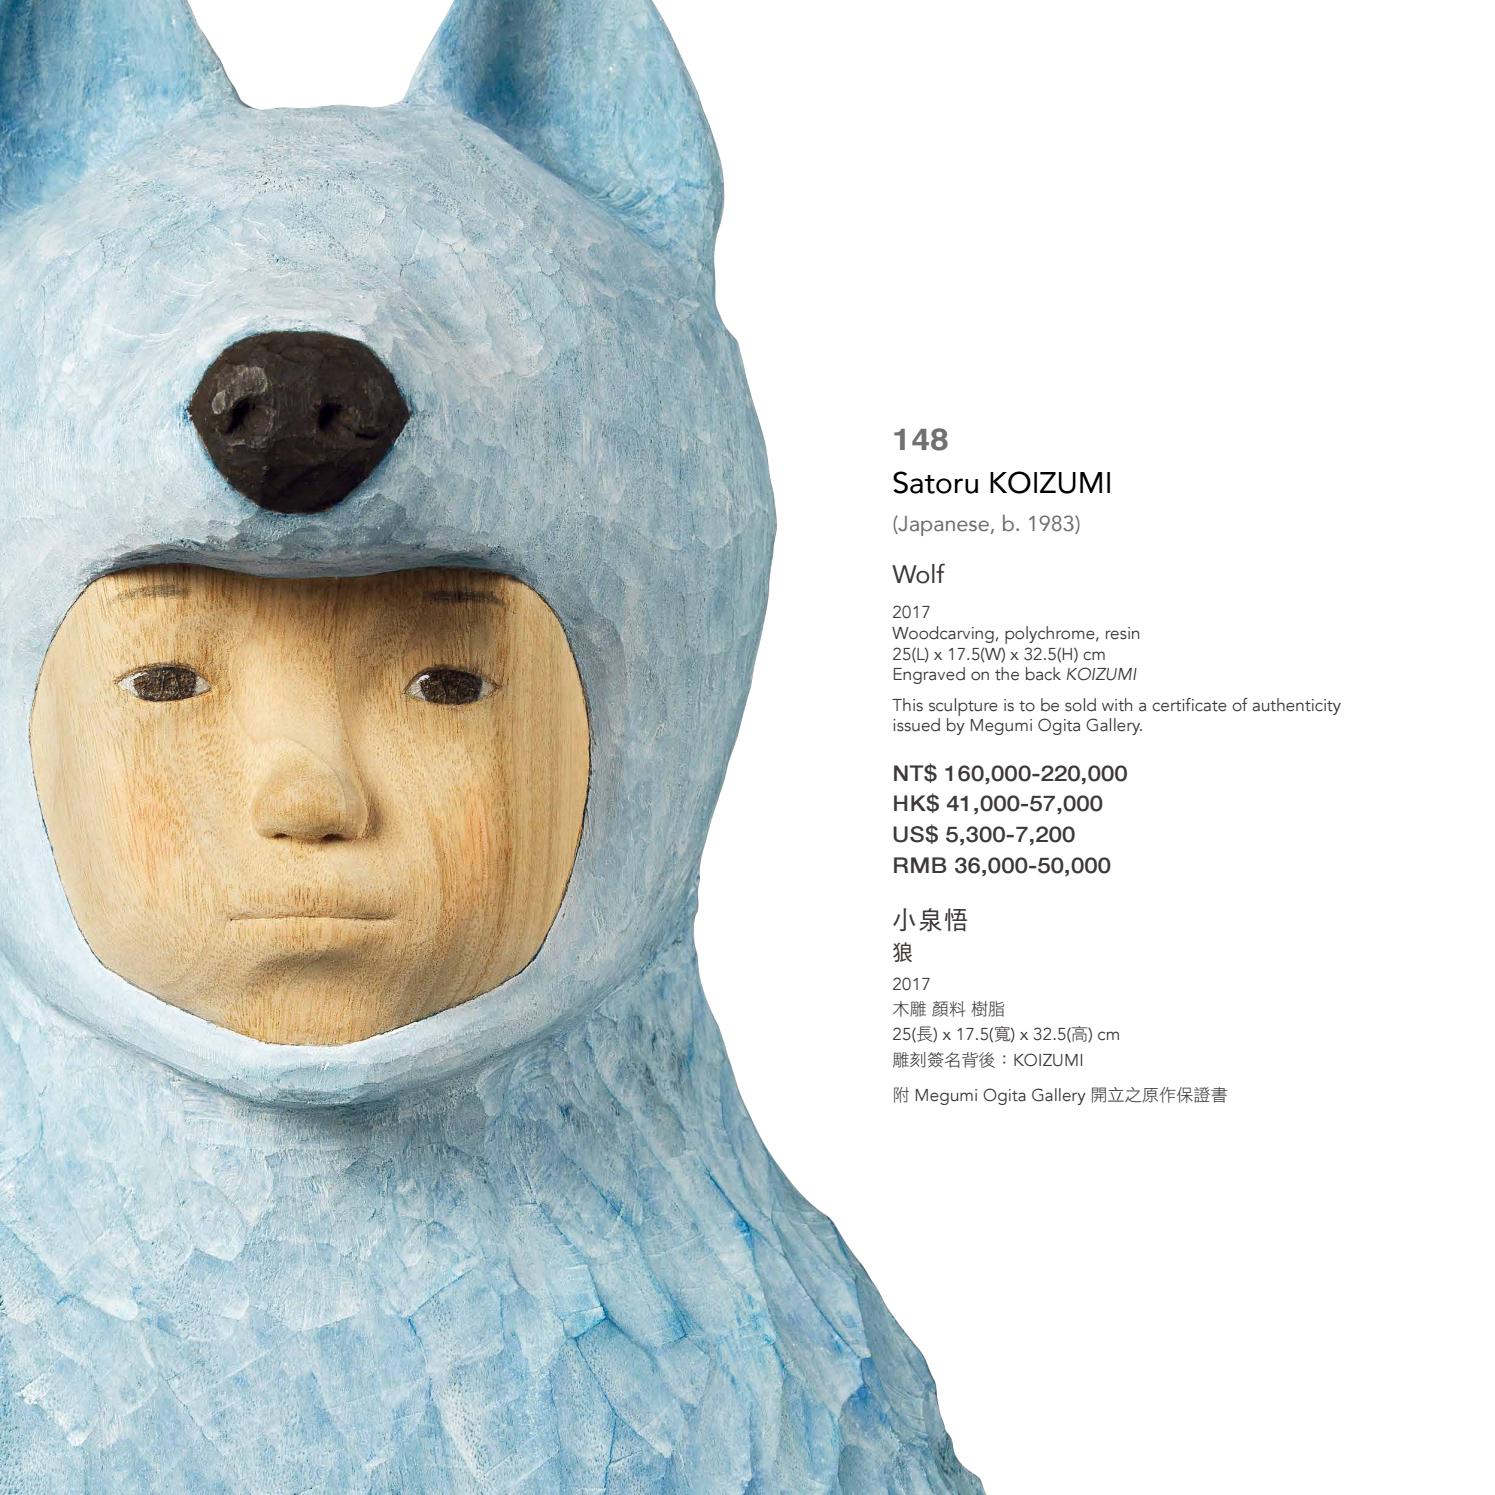 148
Satoru KOIZUMI
(Japanese, b. 1983)
Wolf
2017
Woodcarving, polychrome, resin
25(L) x 17.5(W) x 32.5(H) cm
Engraved on the back KOIZUMI
This sculpture is to be sold with a certificate of authenticity
issued by Megumi Ogita Gallery.
NT$ 160,000-220,000
HK$ 41,000-57,000
US$ 5,300-7,200
RMB 36,000-50,000
小泉悟
狼
2017
木雕 顏料 樹脂
25(長) x 17.5(寬) x 32.5(高) cm
雕刻簽名背後：KOIZUMI
附 Megumi Ogita Gallery 開立之原作保證書